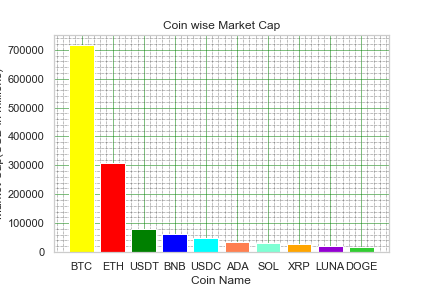 Coin wise Market Cap
700000
600000
500000
400000
300000
200000
100000
0
BTC ETH USDT BNB USDC ADA SOL XRP LUNA DOGE
Coin Name